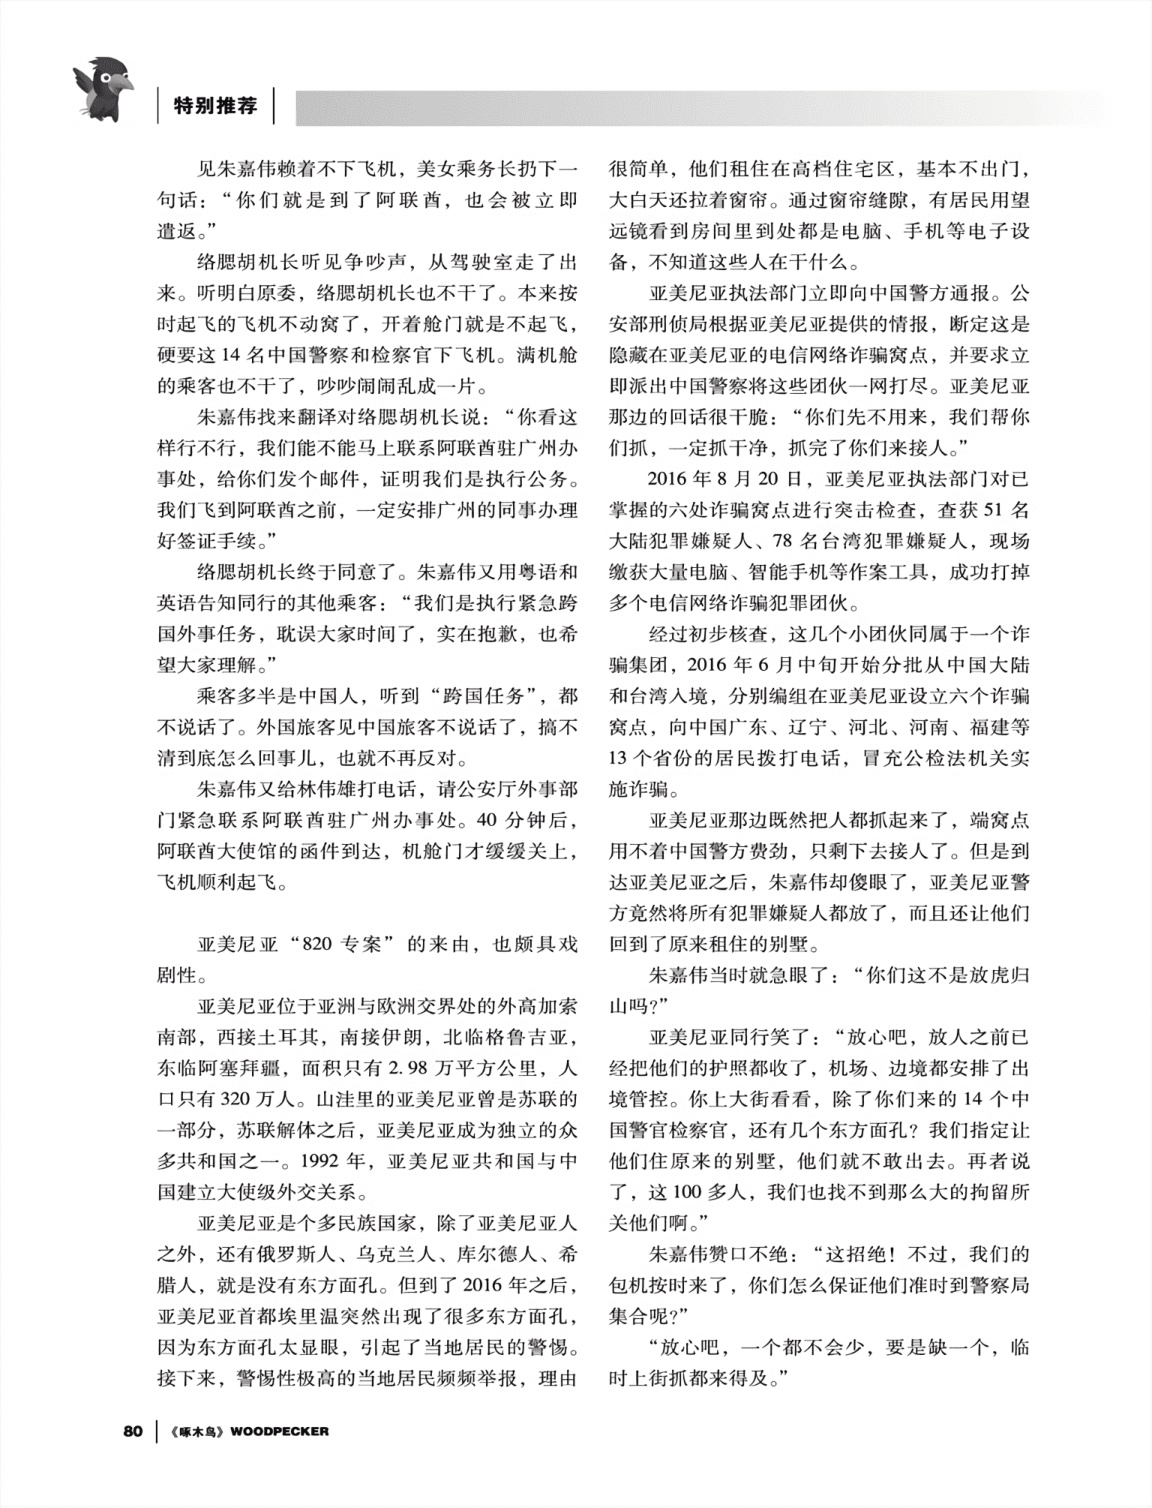 特别推荐
见朱嘉伟赖着不下飞机，美女乘务长扔下一
句话：“你们就是到了阿联酋，也会被立即
遣返。”
络腮胡机长听见争吵声，从驾驶室走了出
来。听明白原委，络腮胡机长也不干了。本来按
时起飞的飞机不动窝了，开着舱门就是不起飞，
硬要这 14 名中国警察和检察官下飞机。满机舱
的乘客也不干了，吵吵闹闹乱成一片。
朱嘉伟找来翻译对络腮胡机长说：“你看这
样行不行，我们能不能马上联系阿联酋驻广州办
事处，给你们发个邮件，证明我们是执行公务。
我们飞到阿联酋之前，一定安排广州的同事办理
好签证手续。”
络腮胡机长终于同意了。朱嘉伟又用粤语和
英语告知同行的其他乘客：“我们是执行紧急跨
国外事任务，耽误大家时间了，实在抱歉，也希
望大家理解。”
乘客多半是中国人，听到“跨国任务”，都
不说话了。外国旅客见中国旅客不说话了，搞不
清到底怎么回事儿，也就不再反对。
朱嘉伟又给林伟雄打电话，请公安厅外事部
门紧急联系阿联酋驻广州办事处。40 分钟后，
阿联酋大使馆的函件到达，机舱门才缓缓关上，
飞机顺利起飞。
亚美尼亚“820 专案”的来由，也颇具戏
剧性。
亚美尼亚位于亚洲与欧洲交界处的外高加索
南部，西接土耳其，南接伊朗，北临格鲁吉亚，
东临阿塞拜疆，面积只有 2.98 万平方公里，人
口只有 320 万人。山洼里的亚美尼亚曾是苏联的
一部分，苏联解体之后，亚美尼亚成为独立的众
多共和国之一。1992 年，亚美尼亚共和国与中
国建立大使级外交关系。
亚美尼亚是个多民族国家，除了亚美尼亚人
之外，还有俄罗斯人、乌克兰人、库尔德人、希
腊人，就是没有东方面孔。但到了 2016 年之后，
亚美尼亚首都埃里温突然出现了很多东方面孔，
因为东方面孔太显眼，引起了当地居民的警惕。
接下来，警惕性极高的当地居民频频举报，理由
很简单，他们租住在高档住宅区，基本不出门，
大白天还拉着窗帘。通过窗帘缝隙，有居民用望
远镜看到房间里到处都是电脑、手机等电子设
备，不知道这些人在干什么。
亚美尼亚执法部门立即向中国警方通报。公
安部刑侦局根据亚美尼亚提供的情报，断定这是
隐藏在亚美尼亚的电信网络诈骗窝点，并要求立
即派出中国警察将这些团伙一网打尽。亚美尼亚
那边的回话很干脆：“你们先不用来，我们帮你
们抓，一定抓干净，抓完了你们来接人。”
2016 年 8 月 20 日，亚美尼亚执法部门对已
掌握的六处诈骗窝点进行突击检查，查获 51 名
大陆犯罪嫌疑人、78 名台湾犯罪嫌疑人，现场
缴获大量电脑、智能手机等作案工具，成功打掉
多个电信网络诈骗犯罪团伙。
经过初步核查，这几个小团伙同属于一个诈
骗集团，2016 年 6 月中旬开始分批从中国大陆
和台湾入境，分别编组在亚美尼亚设立六个诈骗
窝点，向中国广东、辽宁、河北、河南、福建等
13 个省份的居民拨打电话，冒充公检法机关实
施诈骗。
亚美尼亚那边既然把人都抓起来了，端窝点
用不着中国警方费劲，只剩下去接人了。但是到
达亚美尼亚之后，朱嘉伟却傻眼了，亚美尼亚警
方竟然将所有犯罪嫌疑人都放了，而且还让他们
回到了原来租住的别墅。
朱嘉伟当时就急眼了：“你们这不是放虎归
山吗？”
亚美尼亚同行笑了：“放心吧，放人之前已
经把他们的护照都收了，机场、边境都安排了出
境管控。你上大街看看，除了你们来的 14 个中
国警官检察官，还有几个东方面孔？我们指定让
他们住原来的别墅，他们就不敢出去。再者说
了，这 100 多人，我们也找不到那么大的拘留所
关他们啊。”
朱嘉伟赞口不绝：“这招绝！不过，我们的
包机按时来了，你们怎么保证他们准时到警察局
集合呢？”
“放心吧，一个都不会少，要是缺一个，临
时上街抓都来得及。”
80 《啄木鸟》WOODPECKER